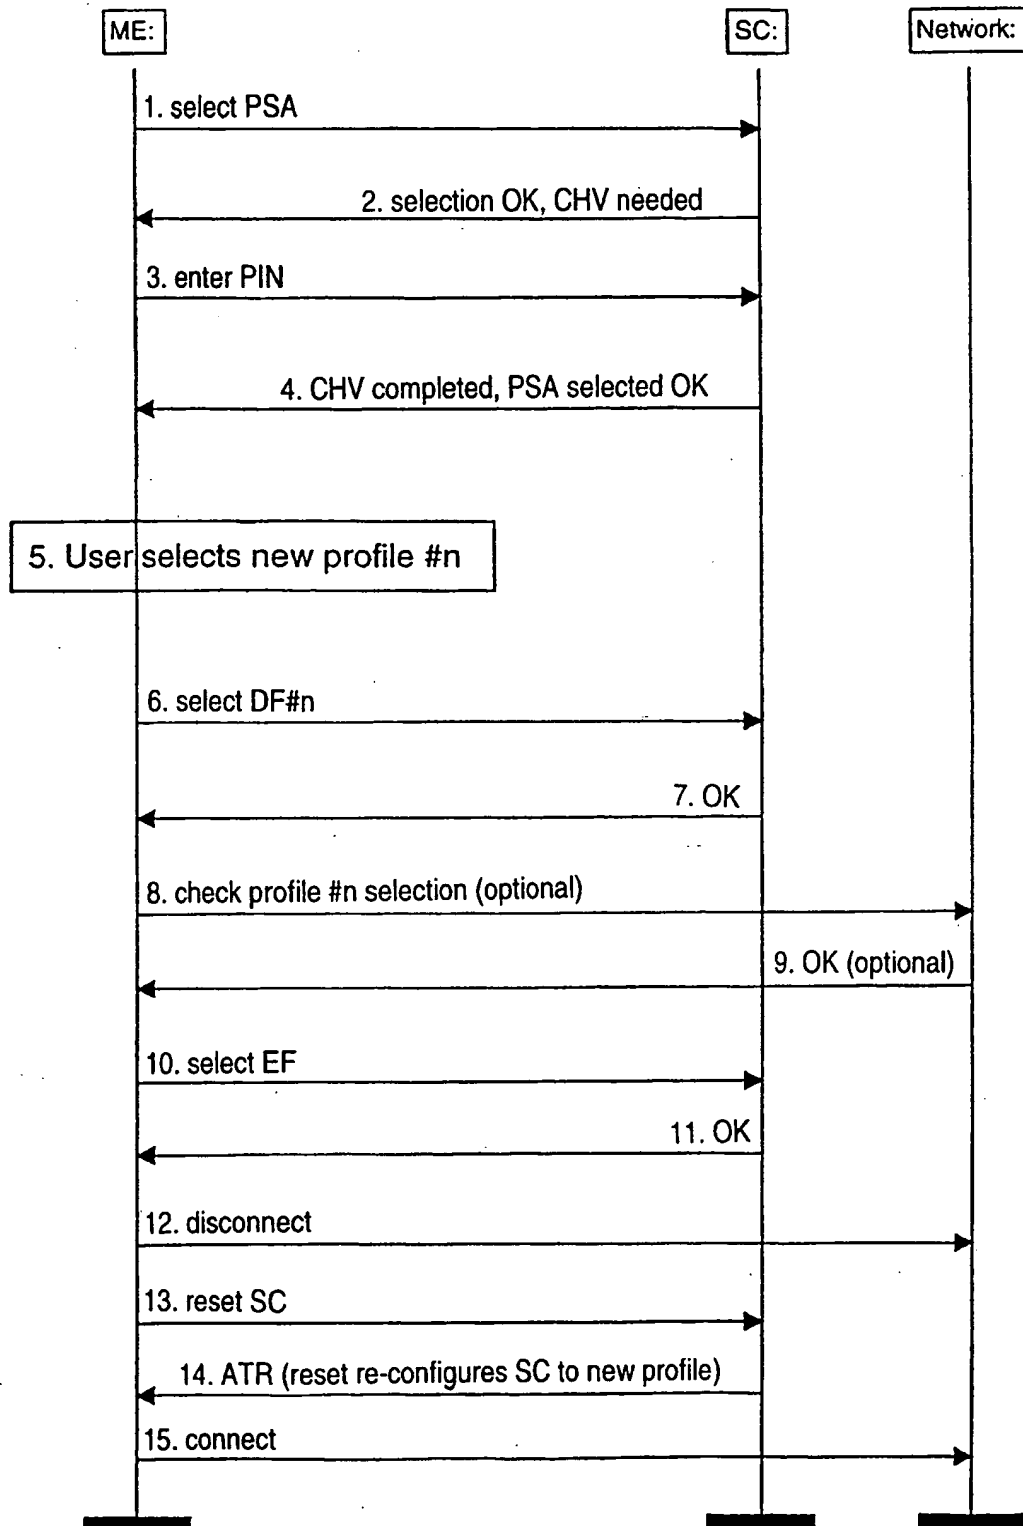 ME:
SC:
Network:
1. select PSA
2. selection OK, CHV needed
3. enter PIN
4. CHV completed, PSA selected OK
5. User selects new profile #n
6. select DF#n
7. OK
8. check profile #n selection (optional)
9. OK (optional)
10. select EF
11. OK
12. disconnect
13. reset SC
14. ATR (reset re-configures SC to new profile)
15. connect